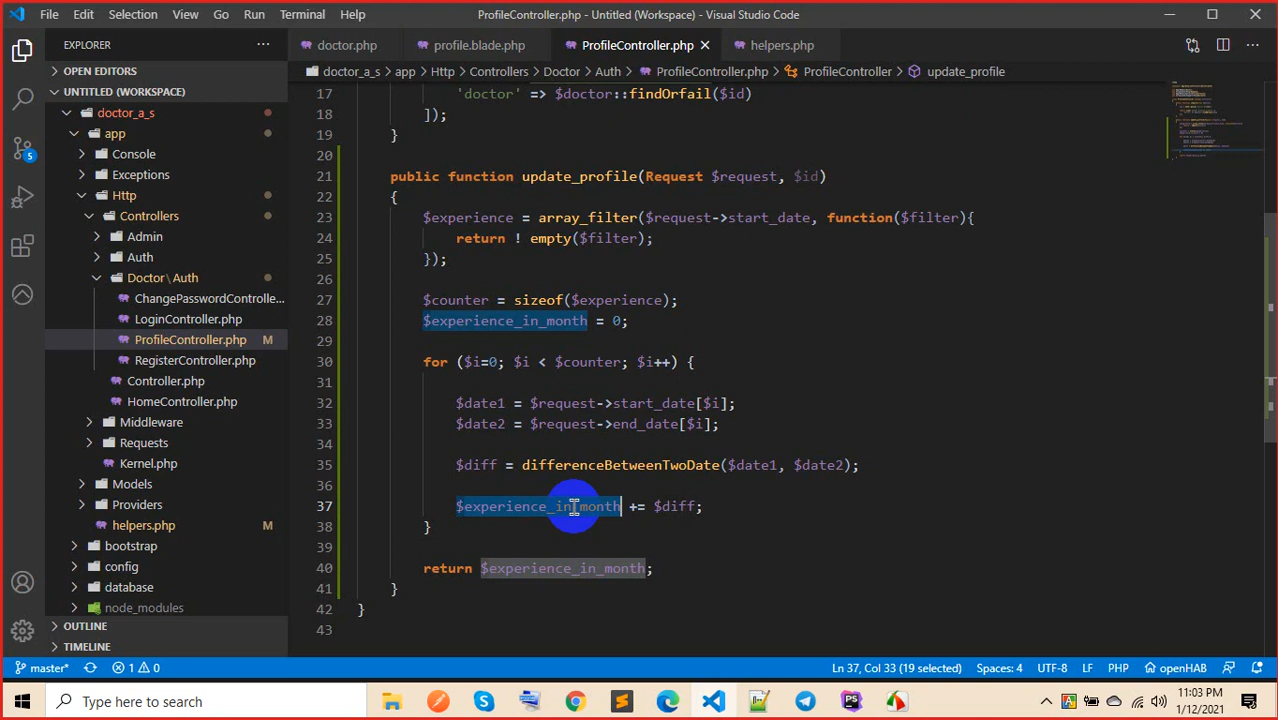 File Edit Selection View Go Run Terminal Help ProfileController.php - Untitled (Workspace) - Visual Studio Code
EXPLORER
doctor.php profile.blade.php ProfileController.php helpers.php
OPEN EDITORS
doctor_a_s > app > Http > Controllers > Doctor > Auth > ProfileController.php > ProfileController > update_profile
UNTITLED (WORKSPACE)
doctor_a_s
app
Console
Exceptions
Http
Controllers
Admin
Auth
Doctor\Auth
ChangePasswordControlle...
LoginController.php
ProfileController.php M
RegisterController.php
Controller.php
HomeController.php
Middleware
Requests
Kernel.php
Models
Providers
helpers.php M
bootstrap
config
database
node_modules
OUTLINE
TIMELINE
5
17 'doctor' => $doctor::findOrfail($id)
18 ]);
19 }
20
21 public function update_profile(Request $request, $id)
22 {
23 $experience = array_filter($request->start_date, function($filter){
24 return ! empty($filter);
25 });
26
27 $counter = sizeof($experience);
28 $experience_in_month = 0;
29
30 for ($i=0; $i < $counter; $i++) {
31
32 $date1 = $request->start_date[$i];
33 $date2 = $request->end_date[$i];
34
35 $diff = differenceBetweenTwoDate($date1, $date2);
36
37 $experience_in_month += $diff;
38 }
39
40 return $experience_in_month;
41 }
42 }
43
master* 1 0 Ln 37, Col 33 (19 selected) Spaces: 4 UTF-8 LF PHP openHAB
Type here to search
11:03 PM
1/12/2021